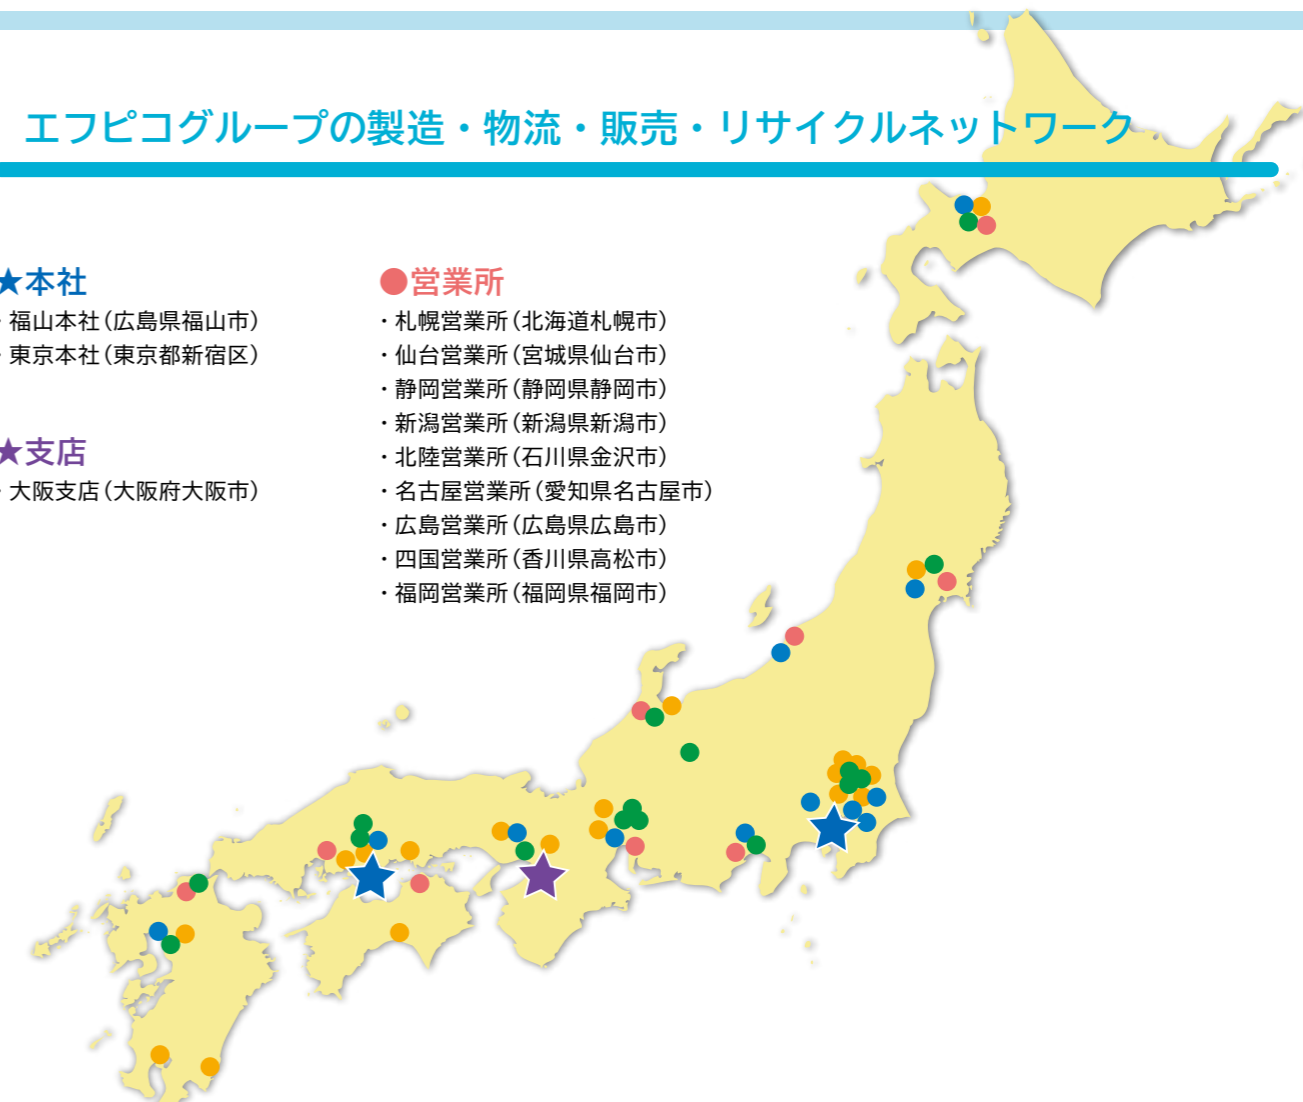 エフピコグループの製造・物流・販売・リサイクルネットワーク
★本社
・福山本社(広島県福山市)
・東京本社(東京都新宿区)
★支店
・大阪支店(大阪府大阪市)
●営業所
・札幌営業所(北海道札幌市)
・仙台営業所(宮城県仙台市)
・静岡営業所(静岡県静岡市)
・新潟営業所(新潟県新潟市)
・北陸営業所(石川県金沢市)
・名古屋営業所(愛知県名古屋市)
・広島営業所(広島県広島市)
・四国営業所(香川県高松市)
・福岡営業所(福岡県福岡市)